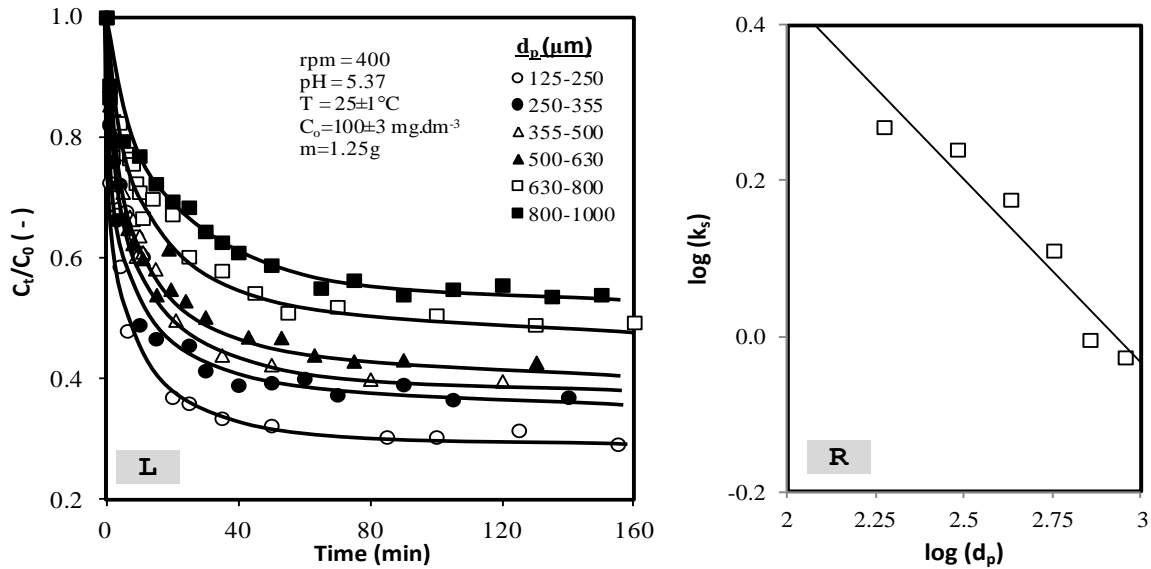 1.0
0.8
0.6
0.4
0.2
C_t/C_0 ( - )
rpm = 400
pH = 5.37
T = 25±1°C
C_o=100±3 mg.dm⁻³
m=1.25g
d_p (μm)
125-250
250-355
355-500
500-630
630-800
800-1000
L
0 40 80 120 160
Time (min)
0.4
0.2
0.0
-0.2
log (k_s)
R
2 2.25 2.5 2.75 3
log (d_p)